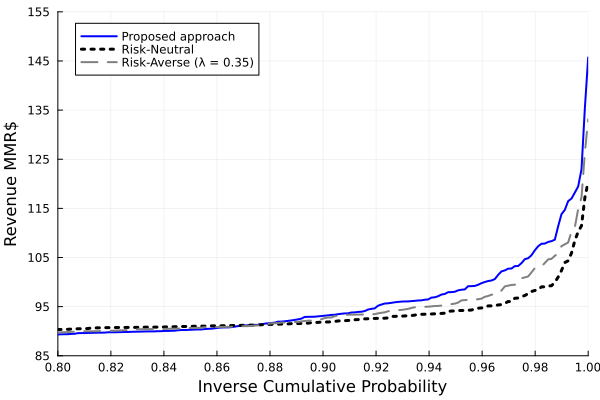 155
145
135
125
115
105
95
85
Revenue MMR$
Proposed approach
Risk-Neutral
Risk-Averse (λ = 0.35)
0.80 0.82 0.84 0.86 0.88 0.90 0.92 0.94 0.96 0.98 1.00
Inverse Cumulative Probability